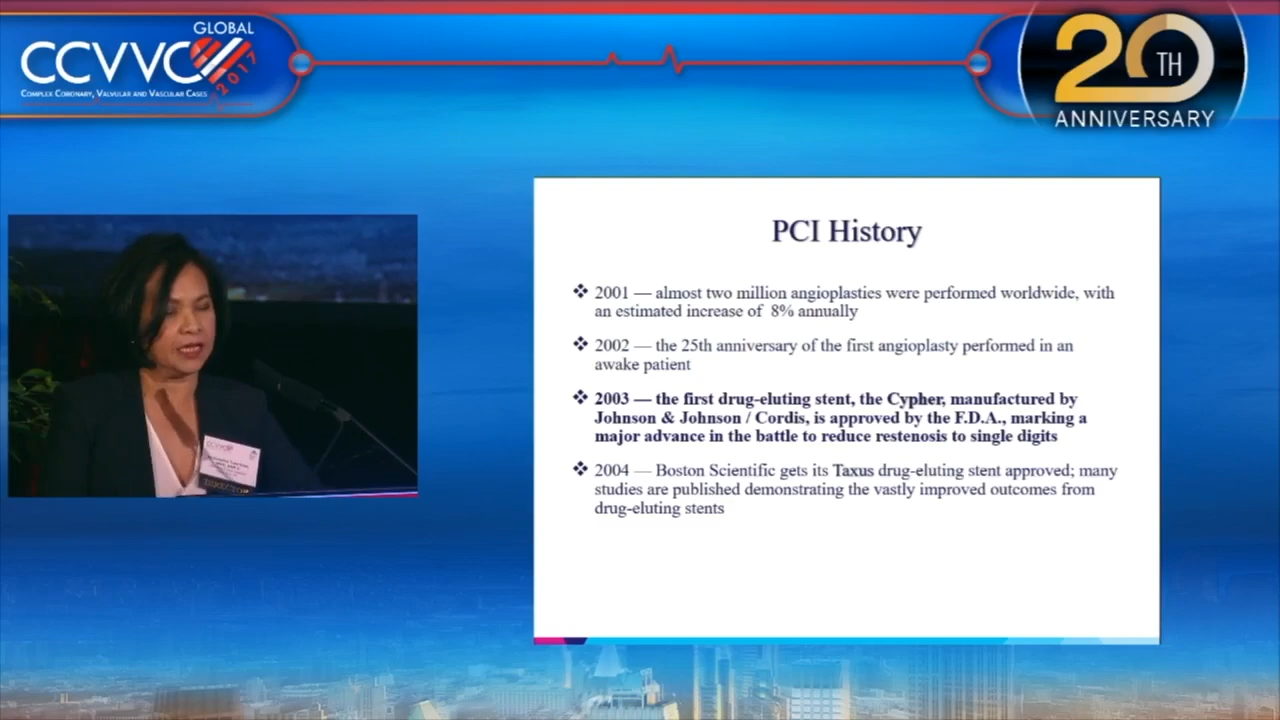 GLOBAL
CCVVC
2017
COMPLEX CORONARY, VALVULAR AND VASCULAR CASES
20TH
ANNIVERSARY
PCI History
❖ 2001 — almost two million angioplasties were performed worldwide, with
an estimated increase of 8% annually
❖ 2002 — the 25th anniversary of the first angioplasty performed in an
awake patient
❖ 2003 — the first drug-eluting stent, the Cypher, manufactured by
Johnson & Johnson / Cordis, is approved by the F.D.A., marking a
major advance in the battle to reduce restenosis to single digits
❖ 2004 — Boston Scientific gets its Taxus drug-eluting stent approved; many
studies are published demonstrating the vastly improved outcomes from
drug-eluting stents
DIRECTOR